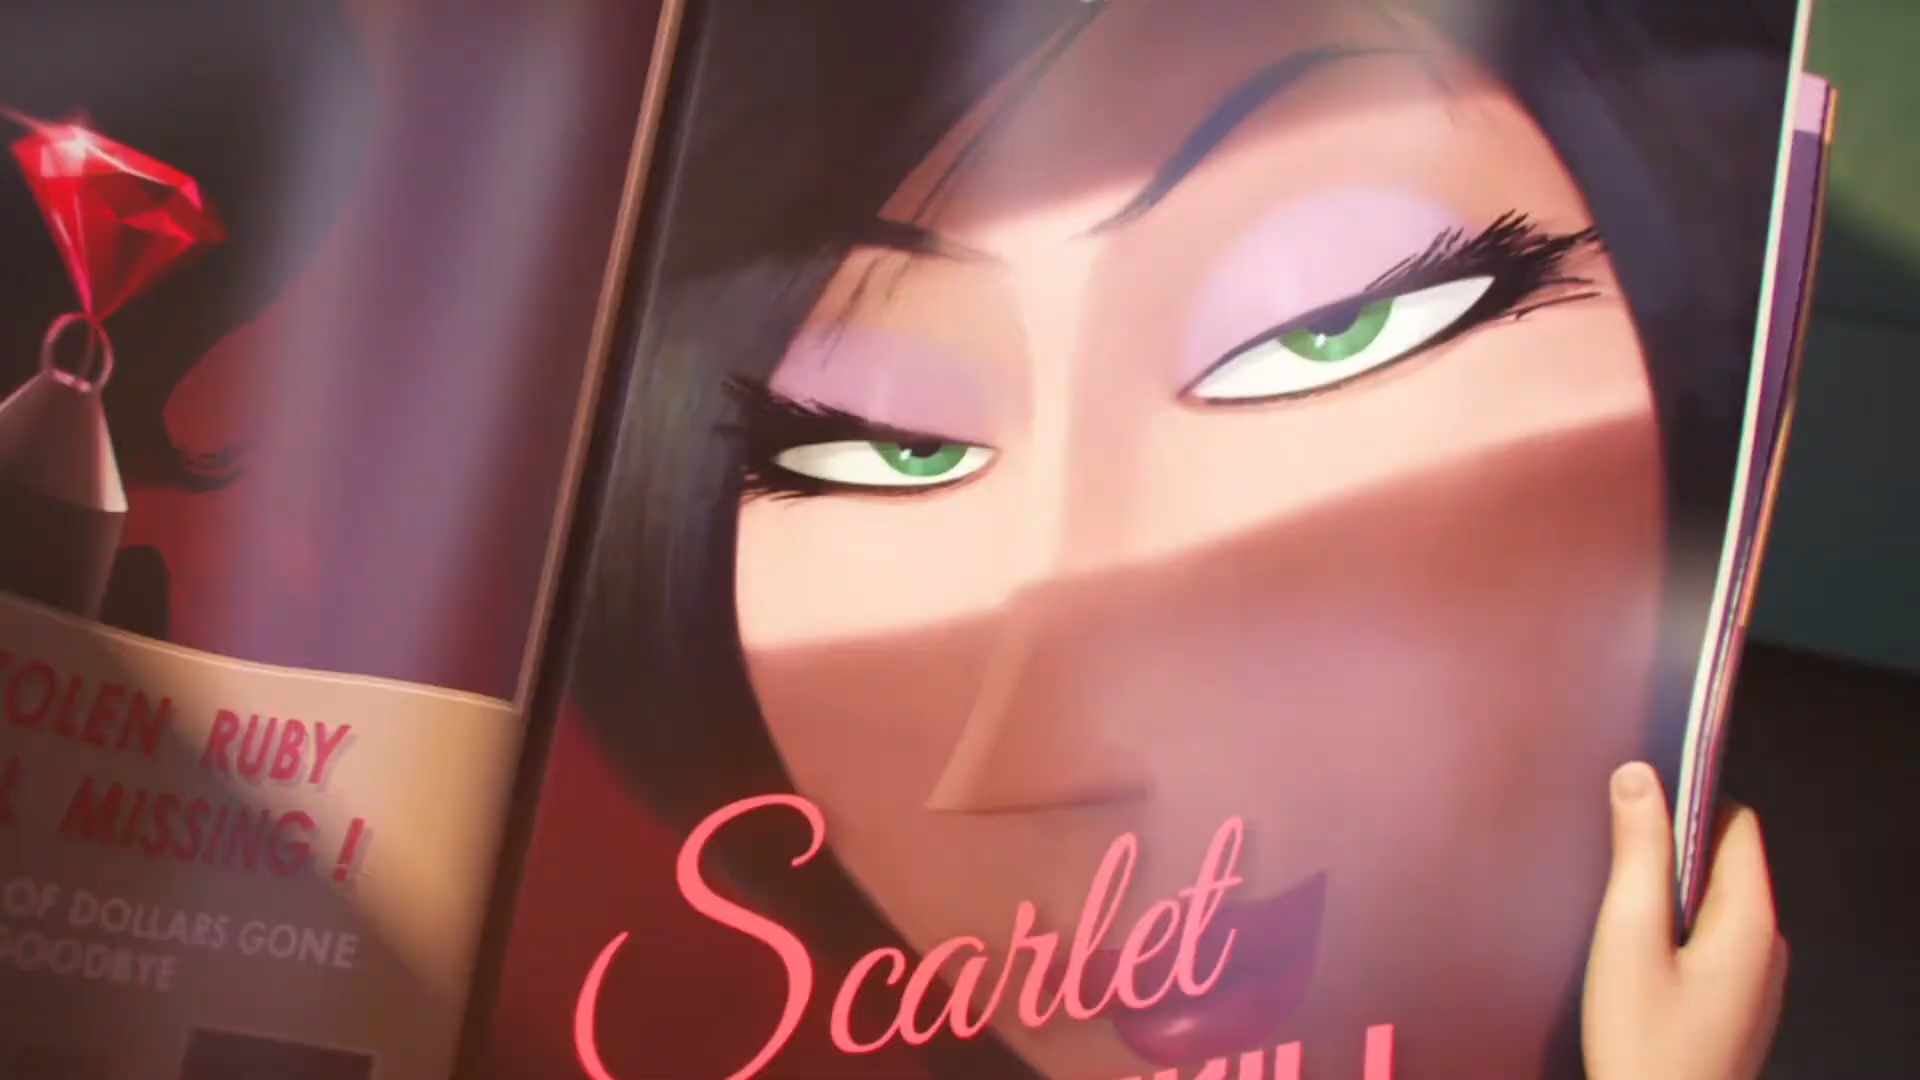 TOLEN RUBY
MISSING!
OF DOLLARS GONE
GOODBYE
Scarlet